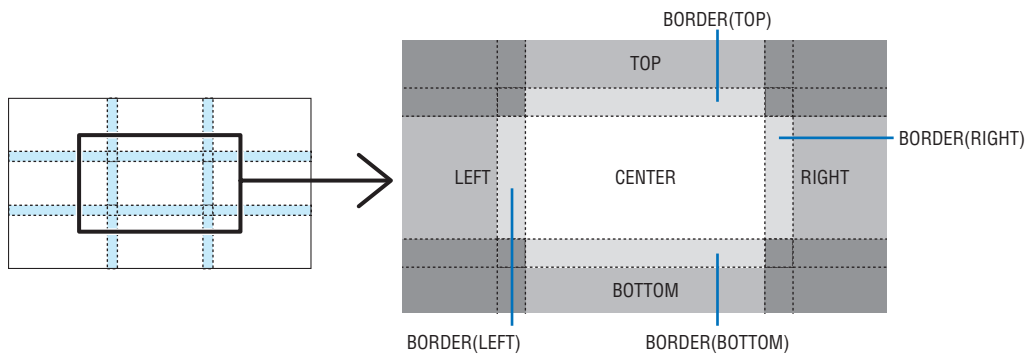 BORDER(TOP)
TOP
BORDER(RIGHT)
LEFT
CENTER
RIGHT
BOTTOM
BORDER(LEFT)
BORDER(BOTTOM)